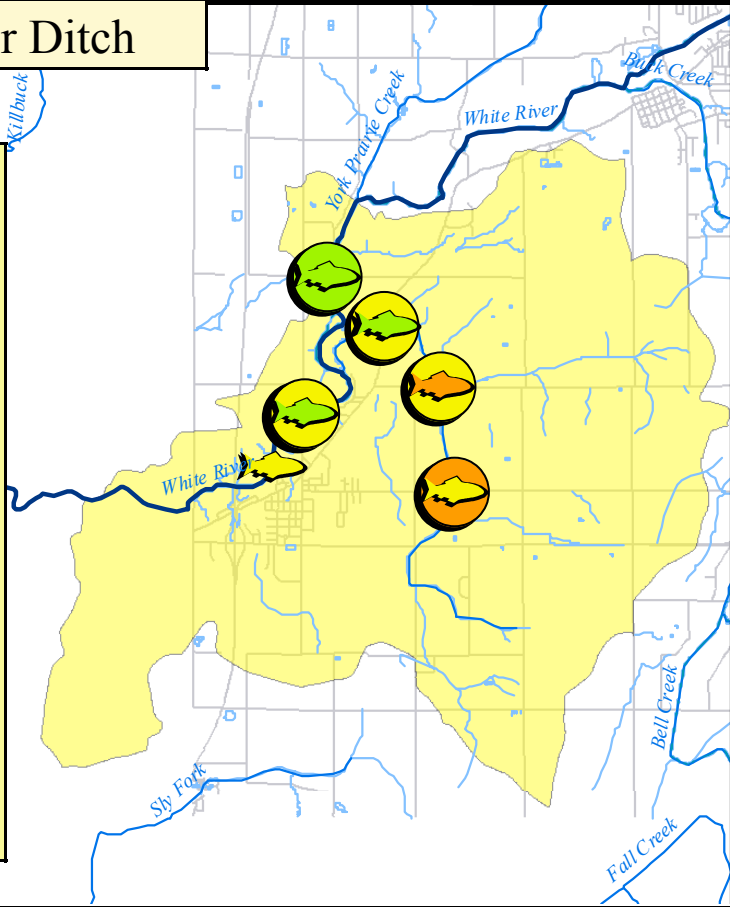 r Ditch
Buck Creek
Killbuck
York Prairie Creek
White River
White River
Bell Creek
Sly Fork
Fall Creek